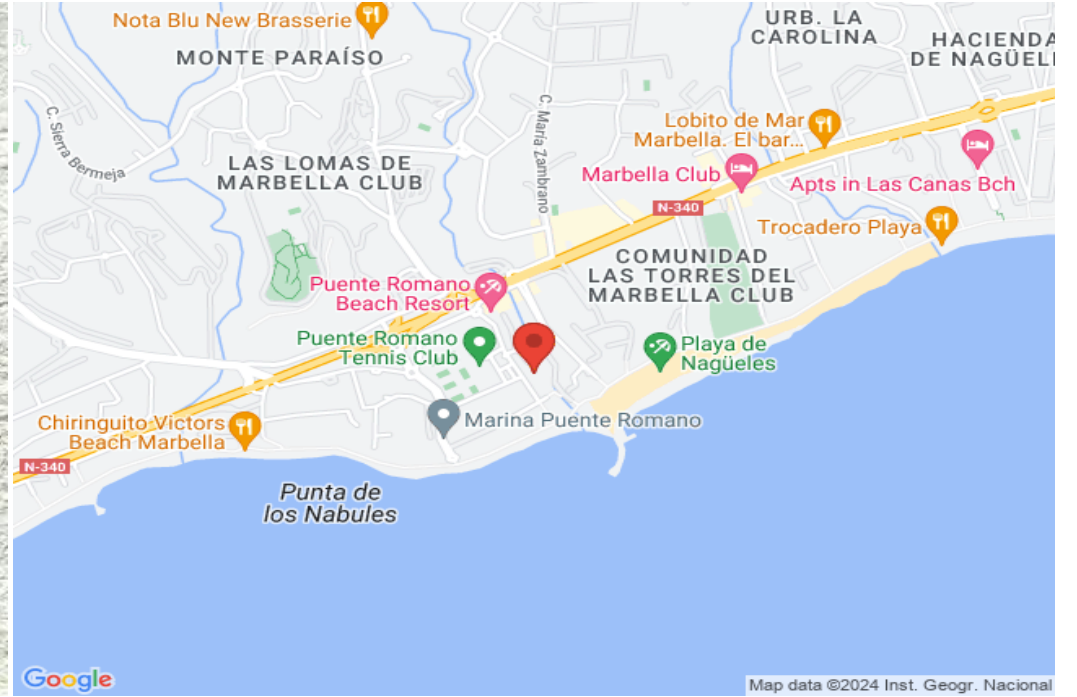 Nota Blu New Brasserie
MONTE PARAÍSO
URB. LA
CAROLINA
HACIENDA
DE NAGÜEL
C. Sierra Bermeja
C. María Zambrano
Lobito de Mar
Marbella. El bar...
LAS LOMAS DE
MARBELLA CLUB
Marbella Club
Apts in Las Canas Bch
N-340
Trocadero Playa
COMUNIDAD
LAS TORRES DEL
MARBELLA CLUB
Puente Romano
Beach Resort
Puente Romano
Tennis Club
Playa de
Nagüeles
Chiringuito Victors
Beach Marbella
Marina Puente Romano
N-340
Punta de
los Nabules
Google
Map data ©2024 Inst. Geogr. Nacional